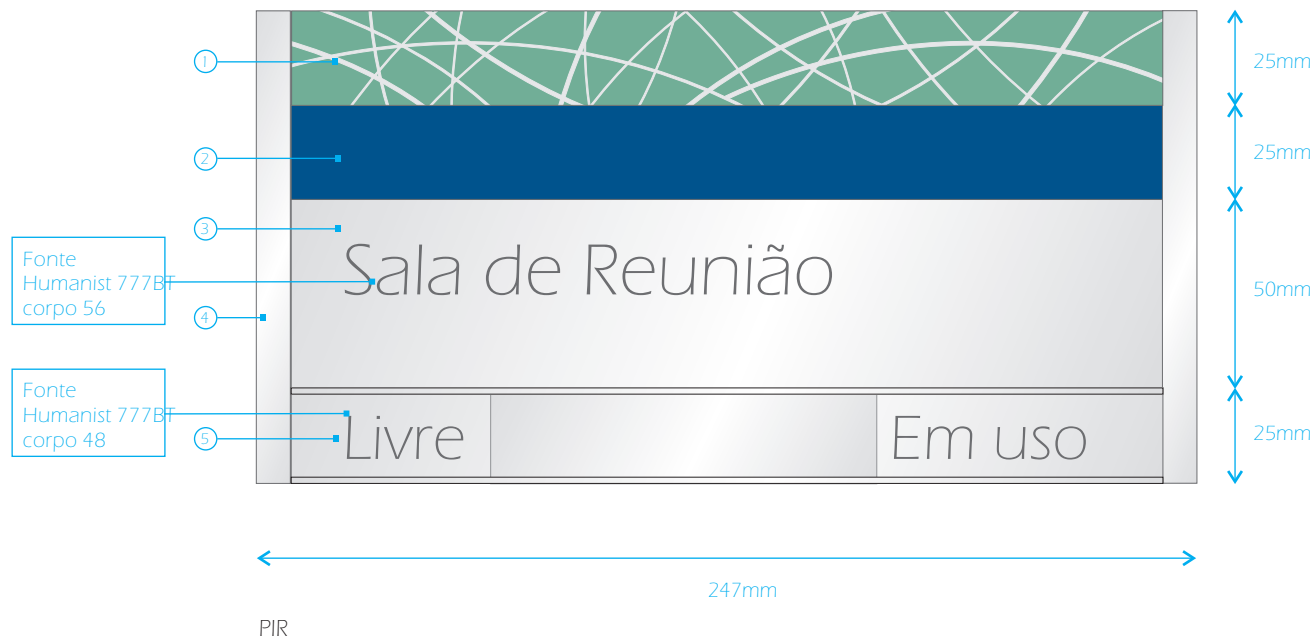 1
25mm
2
25mm
3
Fonte
Humanist 777BT
corpo 56
Sala de Reunião
4
50mm
Fonte
Humanist 777BT
corpo 48
5
Livre
Em uso
25mm
247mm
PIR